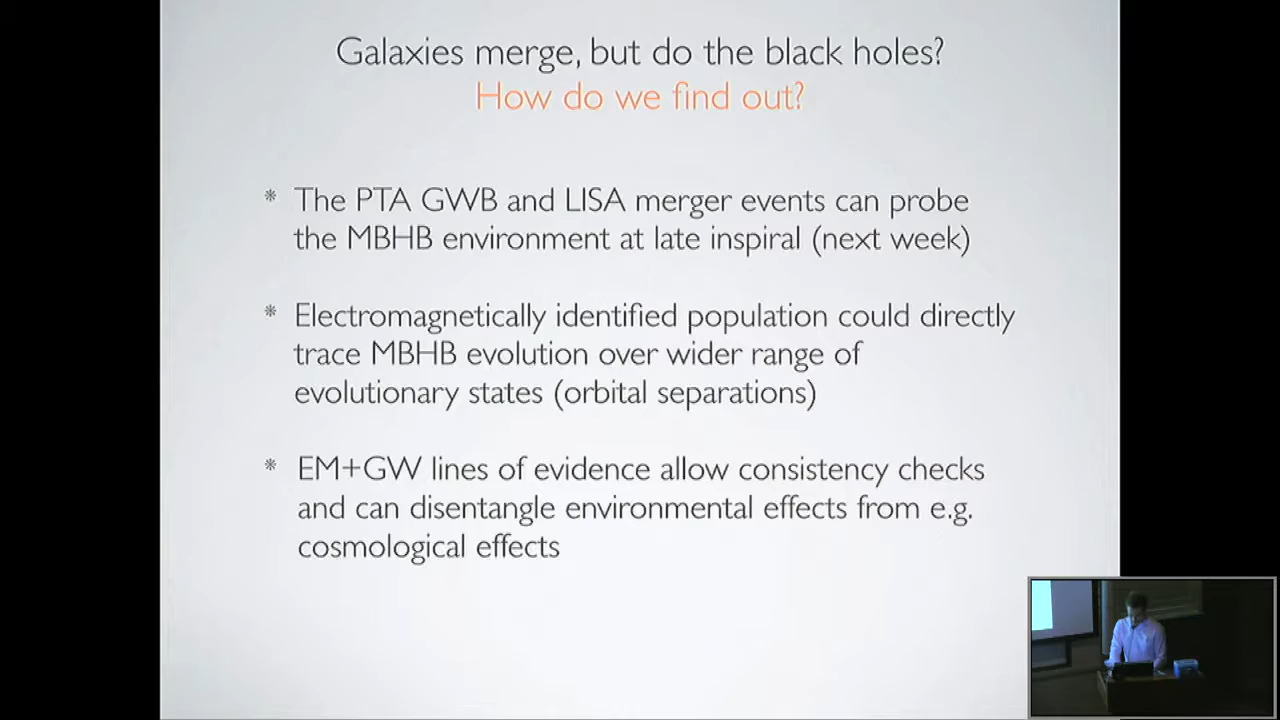 Galaxies merge, but do the black holes?
How do we find out?
* The PTA GWB and LISA merger events can probe
the MBHB environment at late inspiral (next week)
* Electromagnetically identified population could directly
trace MBHB evolution over wider range of
evolutionary states (orbital separations)
* EM+GW lines of evidence allow consistency checks
and can disentangle environmental effects from e.g.
cosmological effects